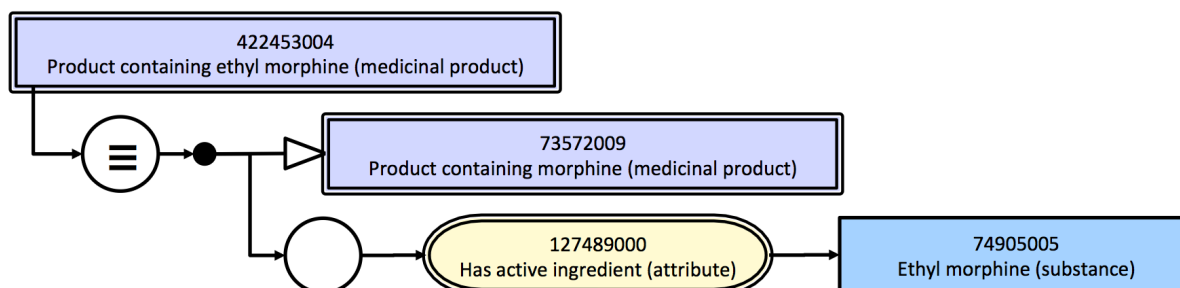 422453004
Product containing ethyl morphine (medicinal product)
73572009
Product containing morphine (medicinal product)
127489000
Has active ingredient (attribute)
74905005
Ethyl morphine (substance)